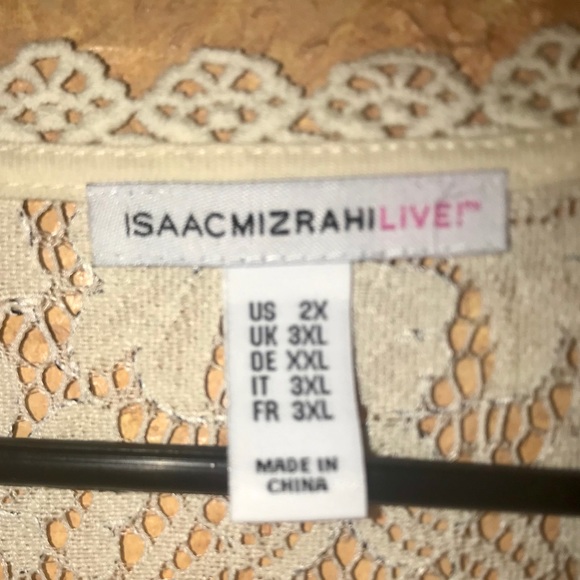 ISAACMIZRAHILIVE!™
US 2X
UK 3XL
DE XXL
IT 3XL
FR 3XL
MADE IN
CHINA